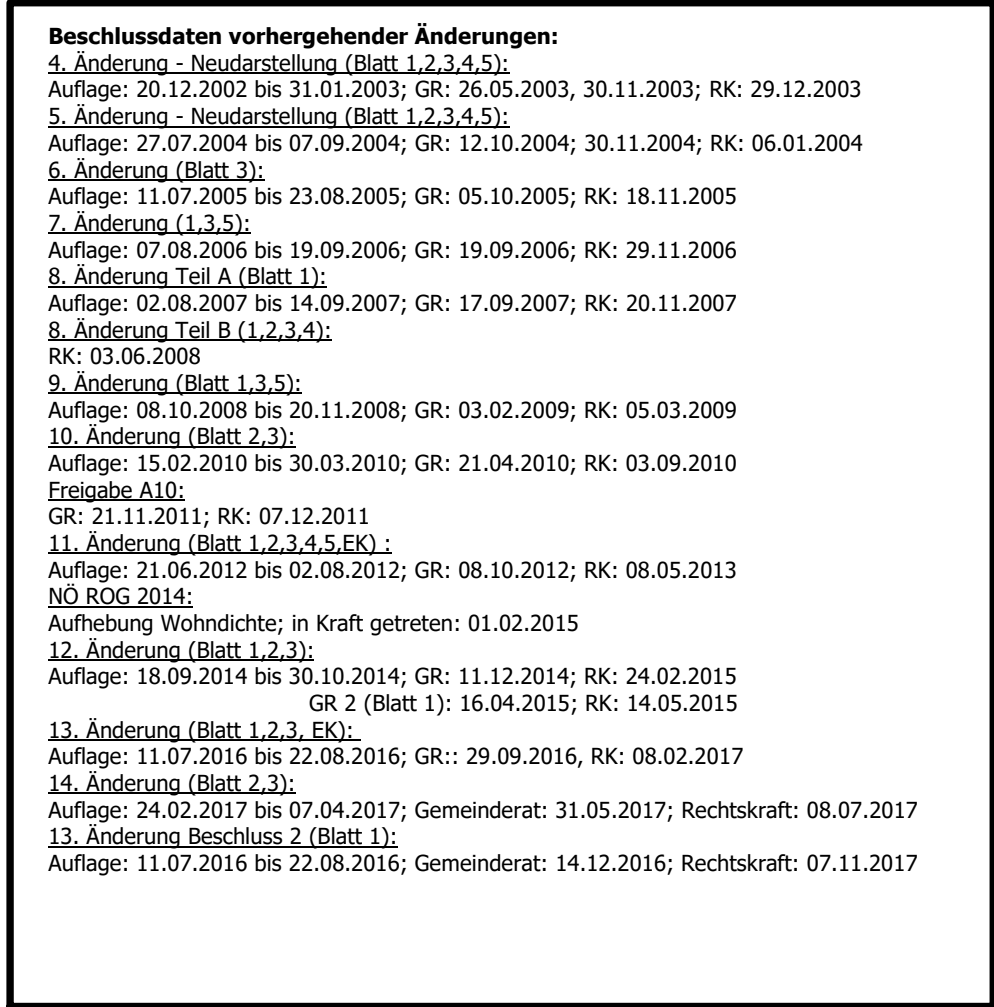 Beschlussdaten vorhergehender Änderungen:
4. Änderung - Neudarstellung (Blatt 1,2,3,4,5):
Auflage: 20.12.2002 bis 31.01.2003; GR: 26.05.2003, 30.11.2003; RK: 29.12.2003
5. Änderung - Neudarstellung (Blatt 1,2,3,4,5):
Auflage: 27.07.2004 bis 07.09.2004; GR: 12.10.2004; 30.11.2004; RK: 06.01.2004
6. Änderung (Blatt 3):
Auflage: 11.07.2005 bis 23.08.2005; GR: 05.10.2005; RK: 18.11.2005
7. Änderung (1,3,5):
Auflage: 07.08.2006 bis 19.09.2006; GR: 19.09.2006; RK: 29.11.2006
8. Änderung Teil A (Blatt 1):
Auflage: 02.08.2007 bis 14.09.2007; GR: 17.09.2007; RK: 20.11.2007
8. Änderung Teil B (1,2,3,4):
RK: 03.06.2008
9. Änderung (Blatt 1,3,5):
Auflage: 08.10.2008 bis 20.11.2008; GR: 03.02.2009; RK: 05.03.2009
10. Änderung (Blatt 2,3):
Auflage: 15.02.2010 bis 30.03.2010; GR: 21.04.2010; RK: 03.09.2010
Freigabe A10:
GR: 21.11.2011; RK: 07.12.2011
11. Änderung (Blatt 1,2,3,4,5,EK) :
Auflage: 21.06.2012 bis 02.08.2012; GR: 08.10.2012; RK: 08.05.2013
NÖ ROG 2014:
Aufhebung Wohndichte; in Kraft getreten: 01.02.2015
12. Änderung (Blatt 1,2,3):
Auflage: 18.09.2014 bis 30.10.2014; GR: 11.12.2014; RK: 24.02.2015
GR 2 (Blatt 1): 16.04.2015; RK: 14.05.2015
13. Änderung (Blatt 1,2,3, EK):
Auflage: 11.07.2016 bis 22.08.2016; GR:: 29.09.2016, RK: 08.02.2017
14. Änderung (Blatt 2,3):
Auflage: 24.02.2017 bis 07.04.2017; Gemeinderat: 31.05.2017; Rechtskraft: 08.07.2017
13. Änderung Beschluss 2 (Blatt 1):
Auflage: 11.07.2016 bis 22.08.2016; Gemeinderat: 14.12.2016; Rechtskraft: 07.11.2017